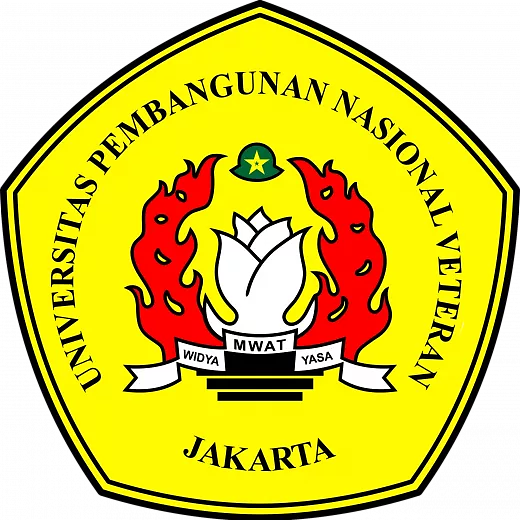 UNIVERSITAS PEMBANGUNAN NASIONAL VETERAN
WIDYA MWAT YASA
JAKARTA